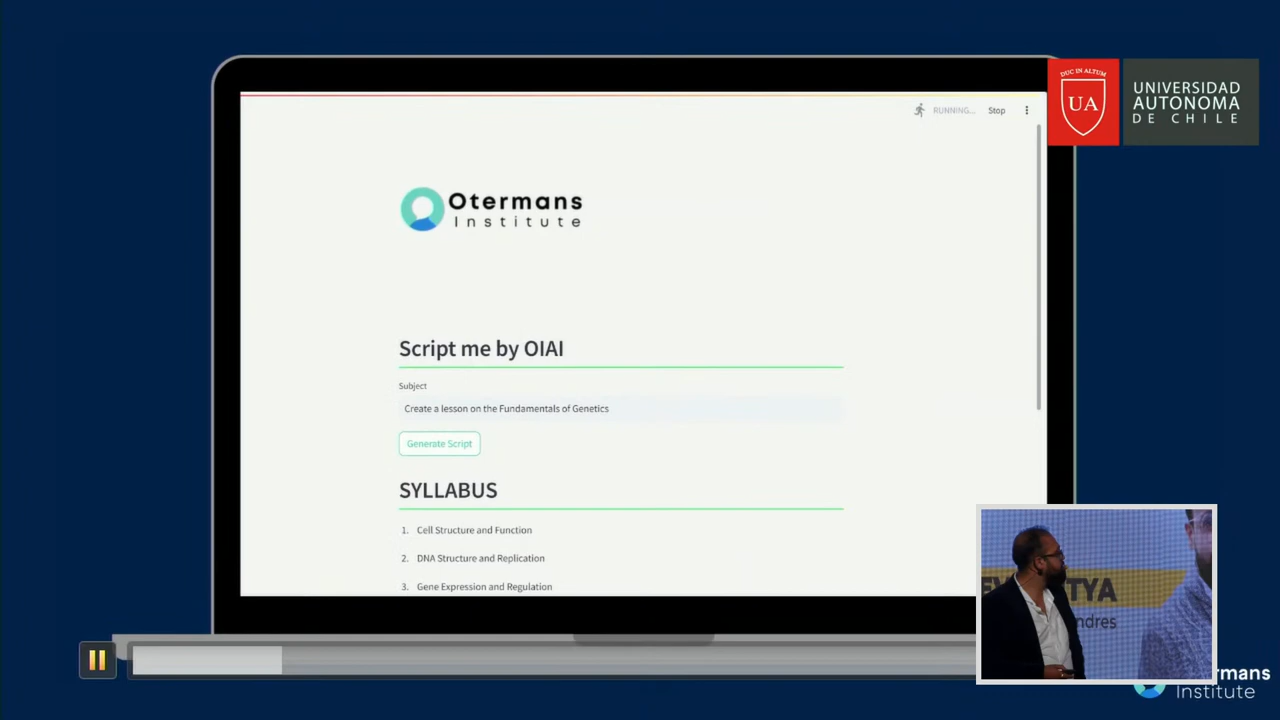 DUC IN ALTUM
UA
UNIVERSIDAD
AUTONOMA
DE CHILE
RUNNING...
Stop
Otermans
Institute
Script me by OIAI
Subject
Create a lesson on the Fundamentals of Genetics
Generate Script
SYLLABUS
1. Cell Structure and Function
2. DNA Structure and Replication
3. Gene Expression and Regulation
TYA
ndres
rmans
Institute